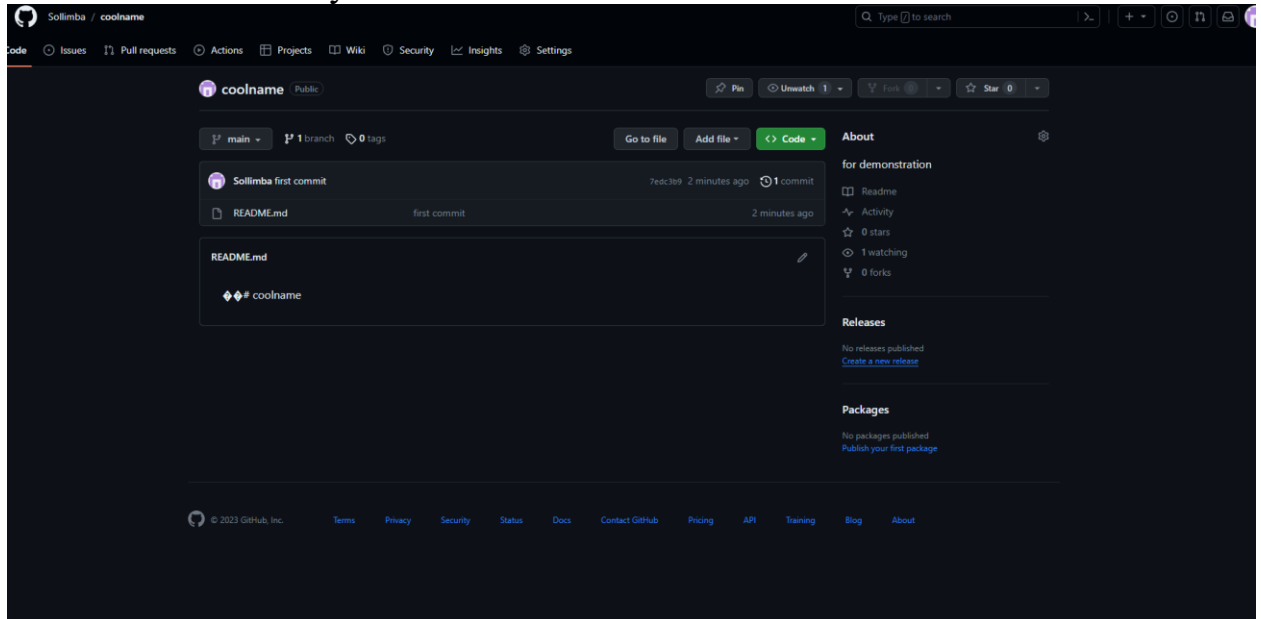 Sollimba / coolname
Type / to search
Code Issues Pull requests Actions Projects Wiki Security Insights Settings
coolname Public
Pin Unwatch 1 Fork 0 Star 0
main 1 branch 0 tags
Go to file Add file <> Code
Sollimba first commit 7edc3b9 2 minutes ago 1 commit
README.md first commit 2 minutes ago
README.md
��# coolname
About
for demonstration
Readme
Activity
0 stars
1 watching
0 forks
Releases
No releases published
Create a new release
Packages
No packages published
Publish your first package
© 2023 GitHub, Inc. Terms Privacy Security Status Docs Contact GitHub Pricing API Training Blog About